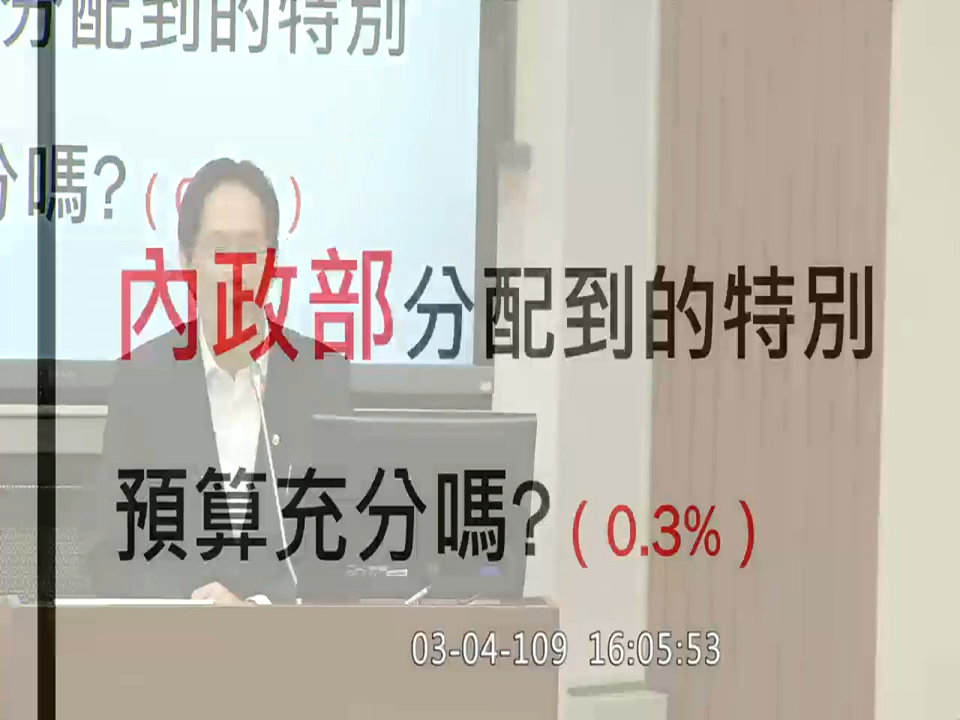 分配到的特別
分嗎?
內政部分配到的特別
預算充分嗎? ( 0.3% )
03-04-109 16:05:53